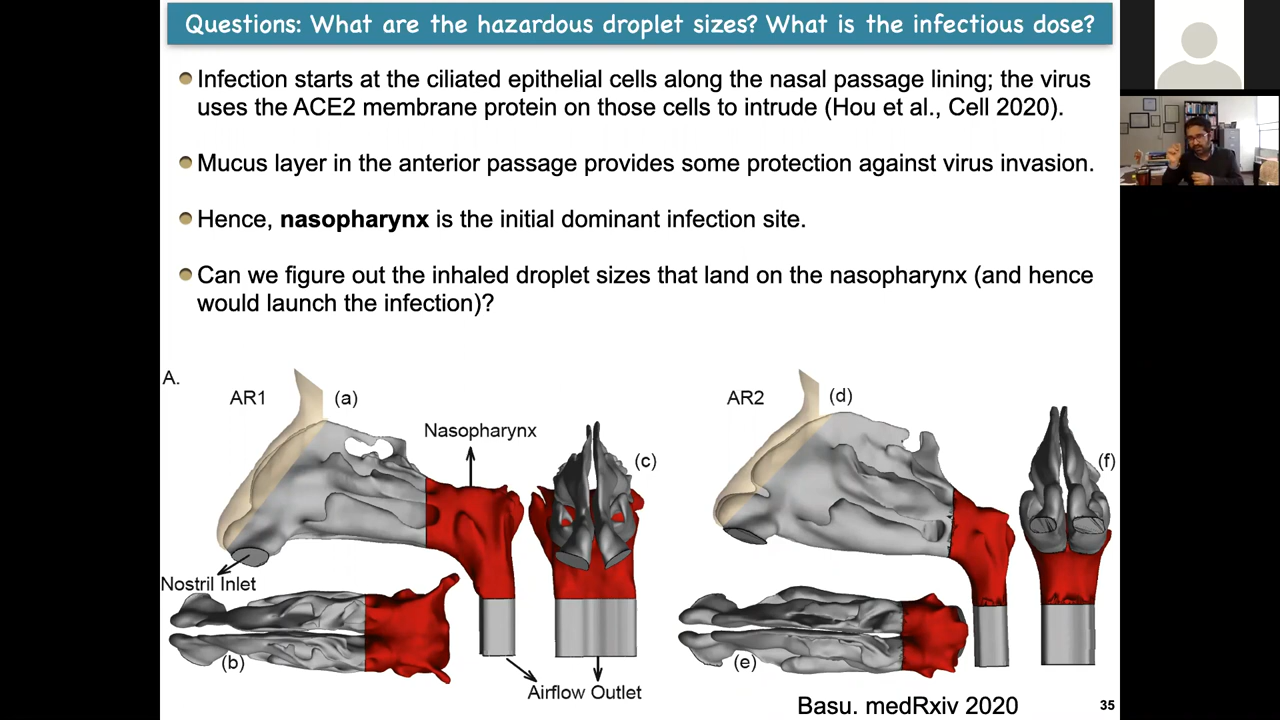 Questions: What are the hazardous droplet sizes? What is the infectious dose?
Infection starts at the ciliated epithelial cells along the nasal passage lining; the virus
uses the ACE2 membrane protein on those cells to intrude (Hou et al., Cell 2020).
Mucus layer in the anterior passage provides some protection against virus invasion.
Hence, nasopharynx is the initial dominant infection site.
Can we figure out the inhaled droplet sizes that land on the nasopharynx (and hence
would launch the infection)?
A.
AR1
(a)
Nasopharynx
(c)
Nostril Inlet
(b)
Airflow Outlet
AR2
(d)
(f)
(e)
Basu. medRxiv 2020
35